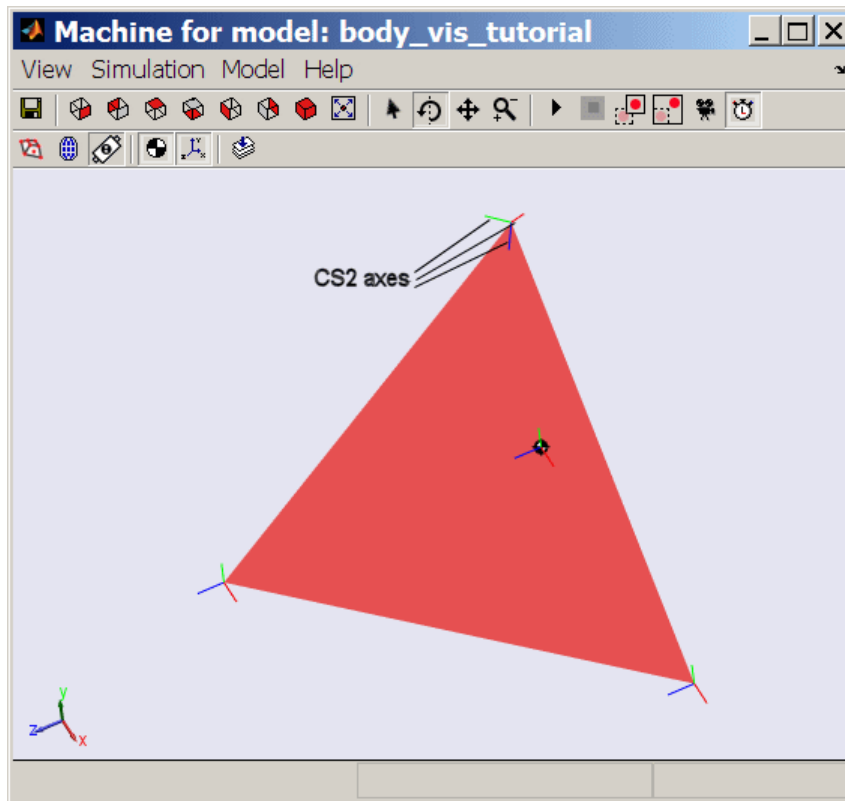 Machine for model: body_vis_tutorial
View Simulation Model Help
CS2 axes
y
z
x